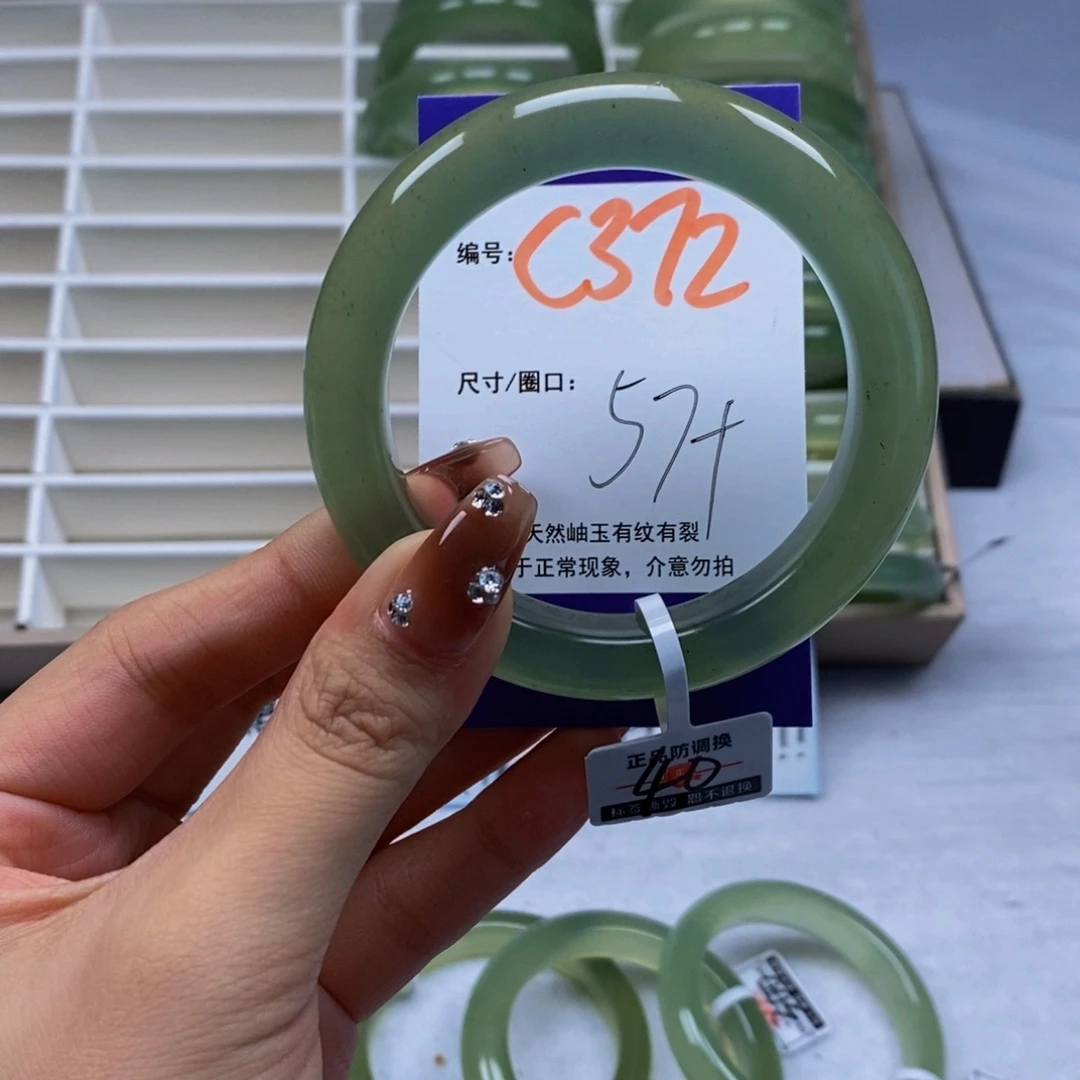 编号: C372
尺寸/圈口: 57+
天然岫玉有纹有裂
于正常现象，介意勿拍
正品防调换
40